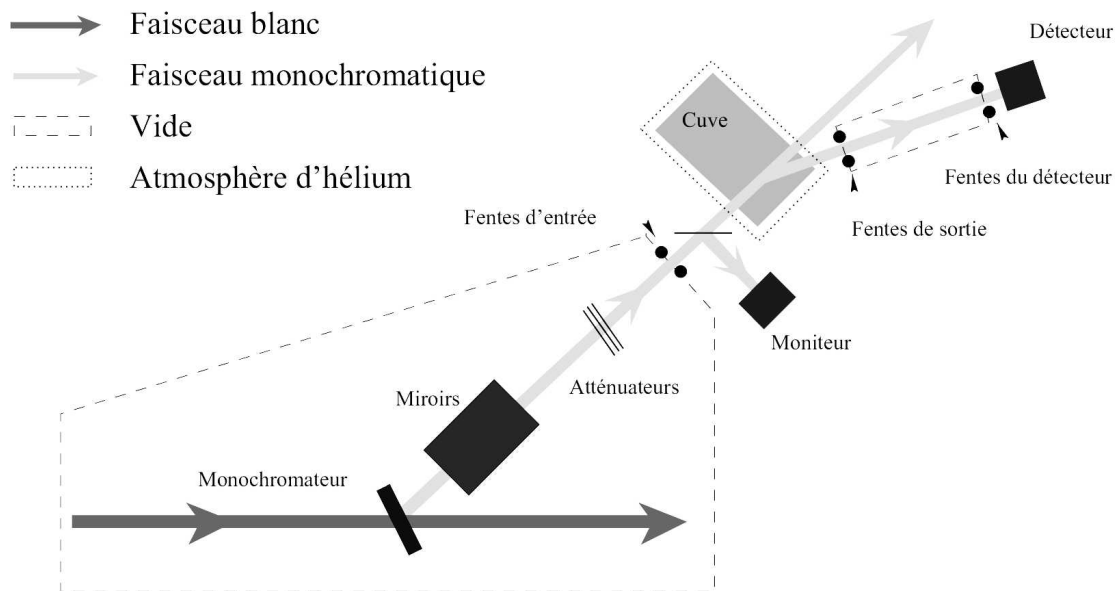 Faisceau blanc
Faisceau monochromatique
Vide
Atmosphère d'hélium
Détecteur
Cuve
Fentes du détecteur
Fentes d'entrée
Fentes de sortie
Moniteur
Atténuateurs
Miroirs
Monochromateur